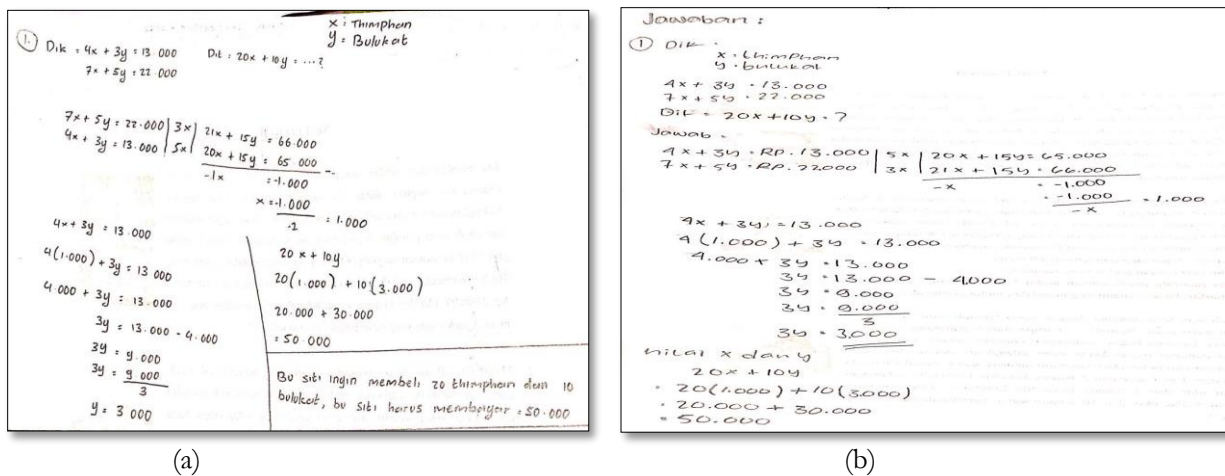 x : Thimphan
y : Bulukat
1. Dik = 4x + 3y = 13.000 Dit : 20x + 10y = ...?
7x + 5y = 22.000
7x + 5y = 22.000 | 3x | 21x + 15y = 66.000
4x + 3y = 13.000 | 5x | 20x + 15y = 65.000 -
-1x = -1.000
x = -1.000
-1 = 1.000
4x + 3y = 13.000
4(1.000) + 3y = 13.000
4.000 + 3y = 13.000
3y = 13.000 - 4.000
3y = 9.000
3y = 9.000
3
y = 3.000
20x + 10y
20(1.000) + 10(3.000)
20.000 + 30.000
= 50.000
Bu siti ingin membeli 20 thimphan dan 10
bulukat, bu siti harus membayar = 50.000
(a)
Jawaban :
1 Dik :
x = thimphan
y = bulukat
4x + 3y = 13.000
7x + 5y = 22.000
Dit = 20x + 10y = ?
Jawab =
4x + 3y = RP. 13.000 | 5x | 20x + 15y = 65.000
7x + 5y = RP. 22.000 | 3x | 21x + 15y = 66.000
-x = -1.000
= -1.000
-x = 1.000
4x + 3y = 13.000
4(1.000) + 3y = 13.000
4.000 + 3y = 13.000
3y = 13.000 - 4.000
3y = 9.000
3y = 9.000
3
3y = 3.000
nilai x dan y
20x + 10y
= 20(1.000) + 10(3.000)
= 20.000 + 30.000
= 50.000
(b)